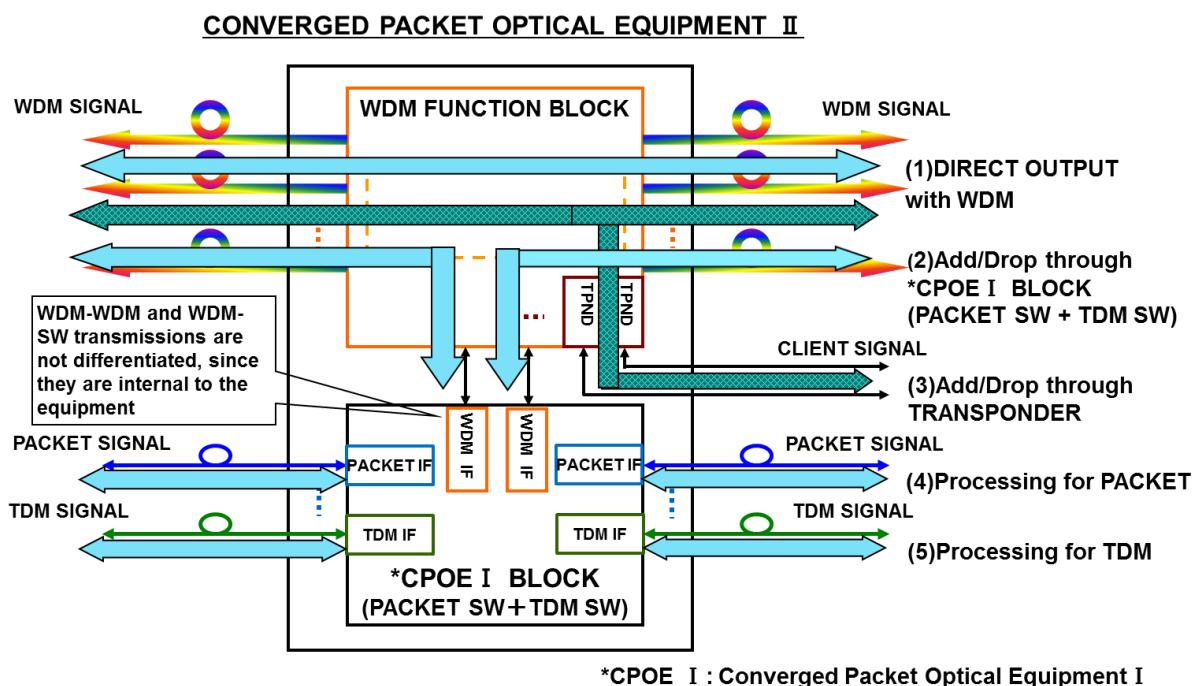 CONVERGED PACKET OPTICAL EQUIPMENT Ⅱ
WDM SIGNAL
WDM FUNCTION BLOCK
WDM SIGNAL
(1)DIRECT OUTPUT
with WDM
(2)Add/Drop through
*CPOE Ⅰ BLOCK
(PACKET SW + TDM SW)
TPND
TPND
WDM-WDM and WDM-
SW transmissions are
not differentiated, since
they are internal to the
equipment
CLIENT SIGNAL
(3)Add/Drop through
TRANSPONDER
WDM IF
WDM IF
PACKET SIGNAL
PACKET IF
PACKET IF
PACKET SIGNAL
(4)Processing for PACKET
TDM SIGNAL
TDM IF
TDM IF
TDM SIGNAL
(5)Processing for TDM
*CPOE Ⅰ BLOCK
(PACKET SW＋TDM SW)
*CPOE Ⅰ : Converged Packet Optical Equipment Ⅰ